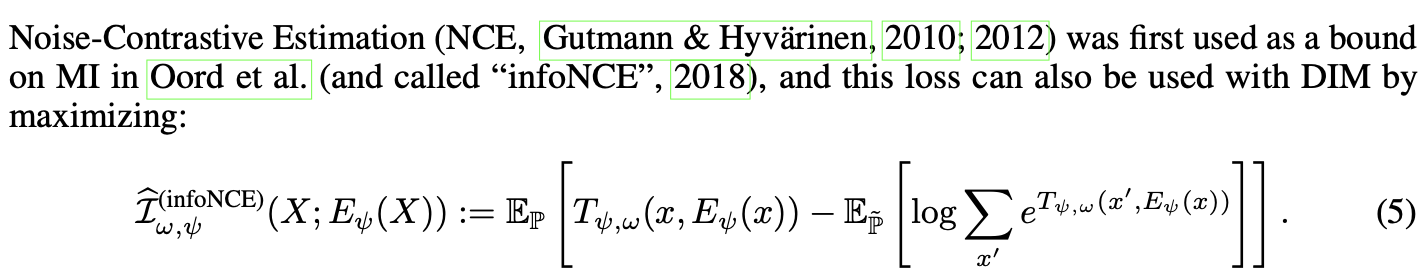 Noise-Contrastive Estimation (NCE, Gutmann & Hyvärinen, 2010; 2012) was first used as a bound
on MI in Oord et al. (and called “infoNCE”, 2018), and this loss can also be used with DIM by
maximizing:
$\widehat{\mathcal{I}}_{\omega,\psi}^{(\text{infoNCE})}(X; E_\psi(X)) := \mathbb{E}_{\mathbb{P}} \left[ T_{\psi,\omega}(x, E_\psi(x)) - \mathbb{E}_{\tilde{\mathbb{P}}} \left[ \log \sum_{x'} e^{T_{\psi,\omega}(x', E_\psi(x))} \right] \right].$ (5)